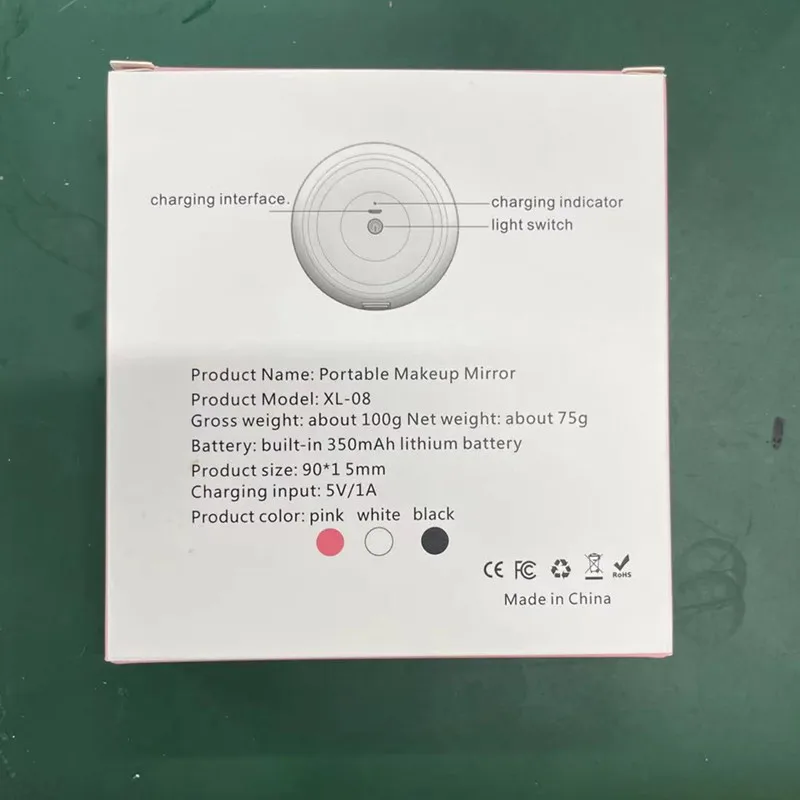 charging interface.
charging indicator
light switch
Product Name: Portable Makeup Mirror
Product Model: XL-08
Gross weight: about 100g Net weight: about 75g
Battery: built-in 350mAh lithium battery
Product size: 90*1 5mm
Charging input: 5V/1A
Product color: pink white black
CE FC RoHS
Made in China